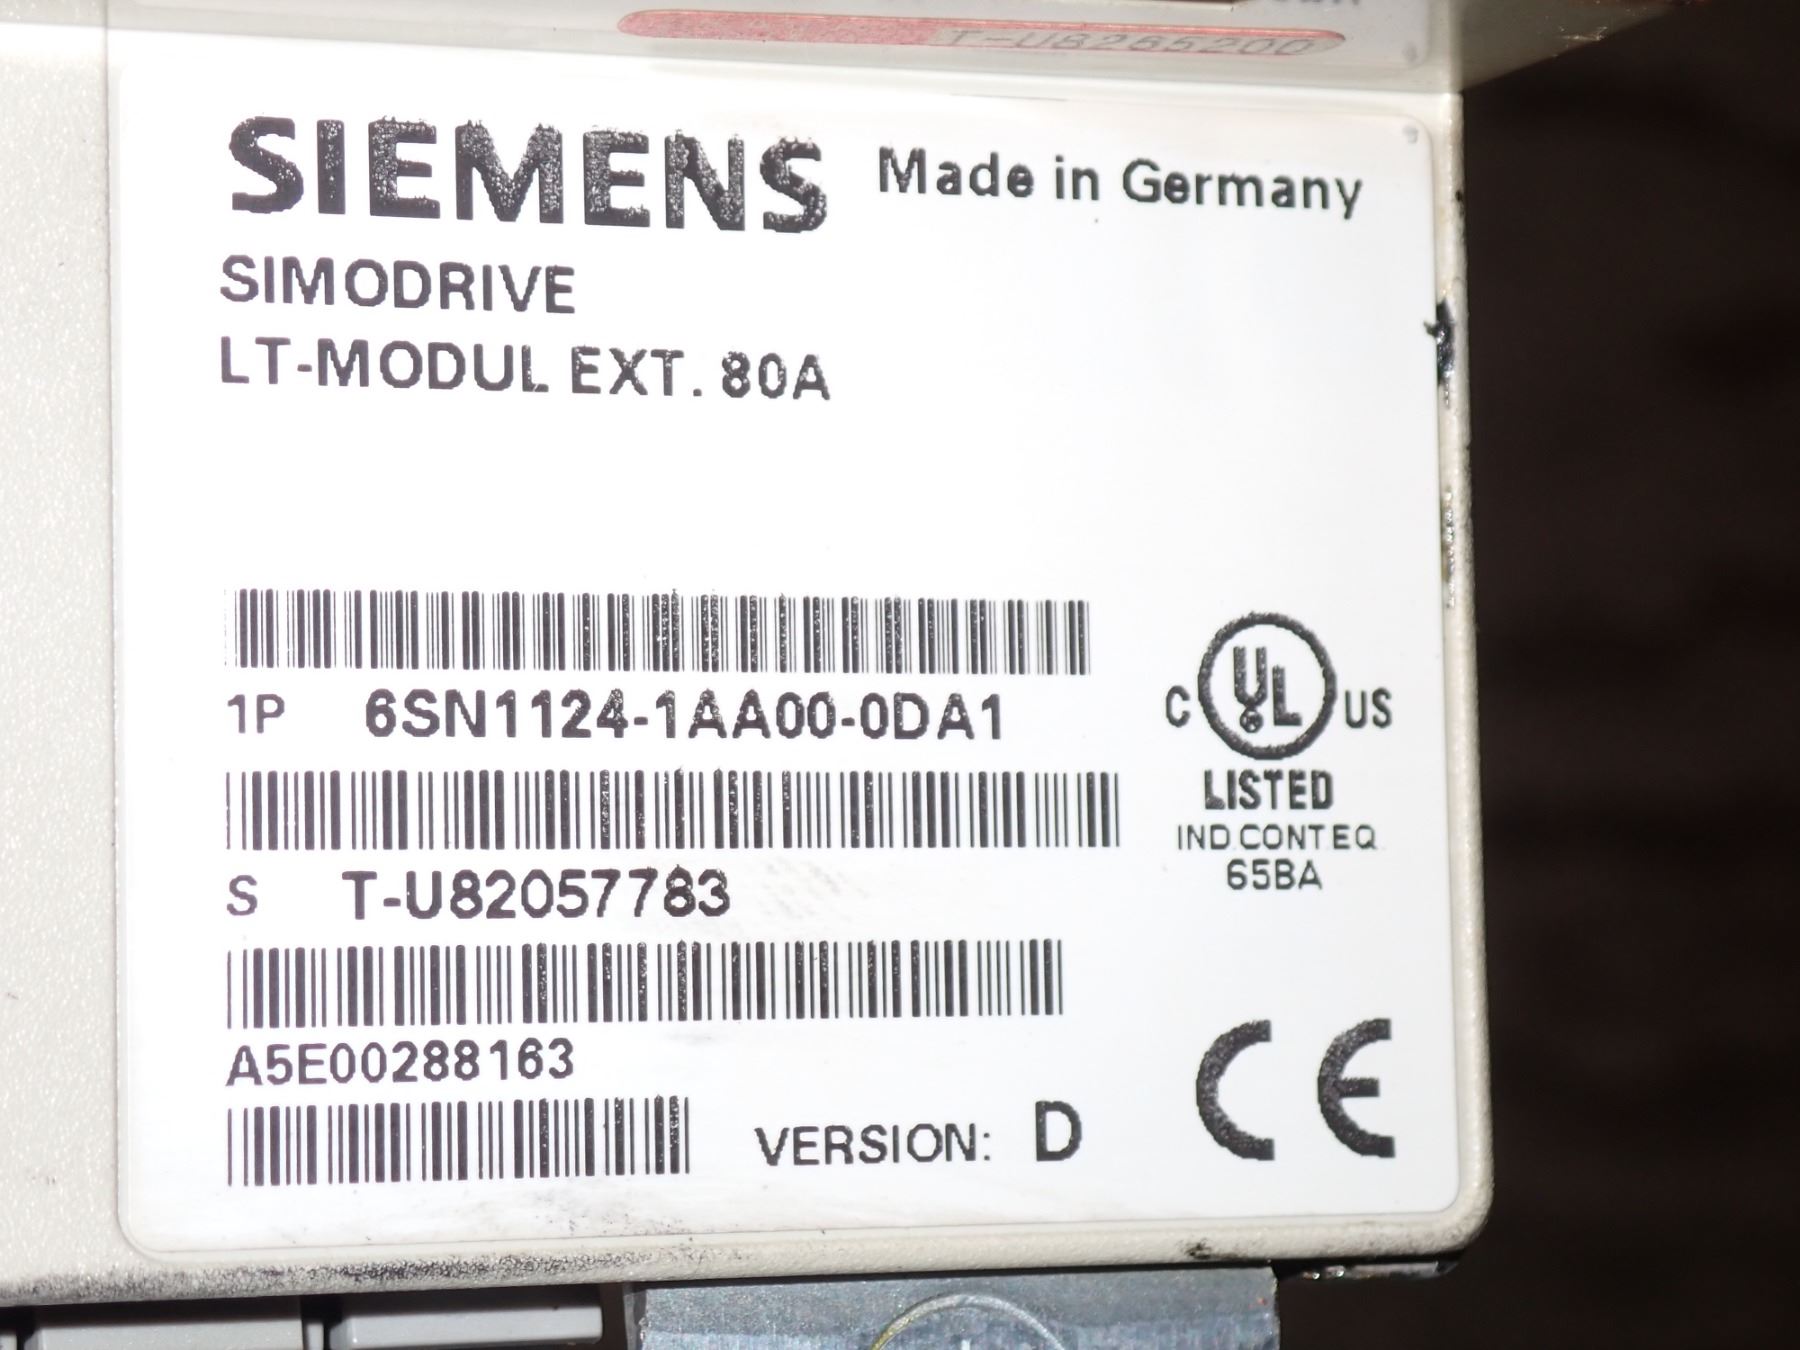 T-U8265200
SIEMENS Made in Germany
SIMODRIVE
LT-MODUL EXT. 80A
1P 6SN1124-1AA00-0DA1
S T-U82057783
A5E00288163
VERSION: D
C UL US
LISTED
IND.CONT.EQ.
65BA
CE